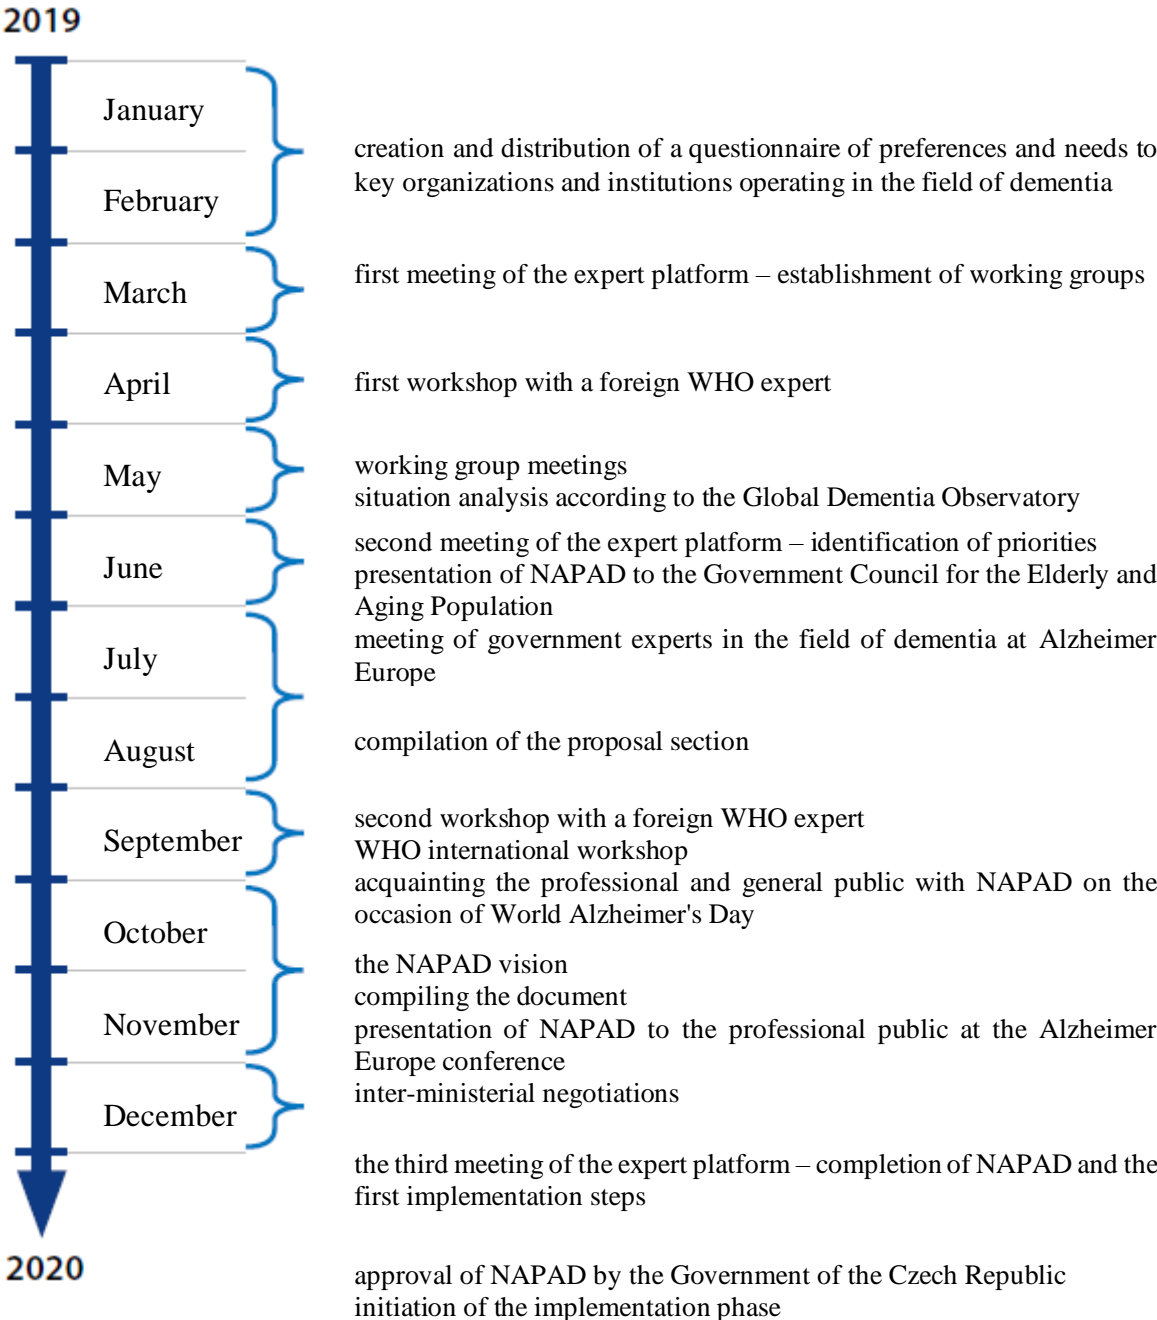 2019
January
February
creation and distribution of a questionnaire of preferences and needs to
key organizations and institutions operating in the field of dementia
March
first meeting of the expert platform – establishment of working groups
April
first workshop with a foreign WHO expert
May
working group meetings
situation analysis according to the Global Dementia Observatory
June
second meeting of the expert platform – identification of priorities
presentation of NAPAD to the Government Council for the Elderly and
Aging Population
meeting of government experts in the field of dementia at Alzheimer
Europe
July
August
compilation of the proposal section
September
second workshop with a foreign WHO expert
WHO international workshop
acquainting the professional and general public with NAPAD on the
occasion of World Alzheimer's Day
October
November
the NAPAD vision
compiling the document
presentation of NAPAD to the professional public at the Alzheimer
Europe conference
inter-ministerial negotiations
December
the third meeting of the expert platform – completion of NAPAD and the
first implementation steps
2020
approval of NAPAD by the Government of the Czech Republic
initiation of the implementation phase